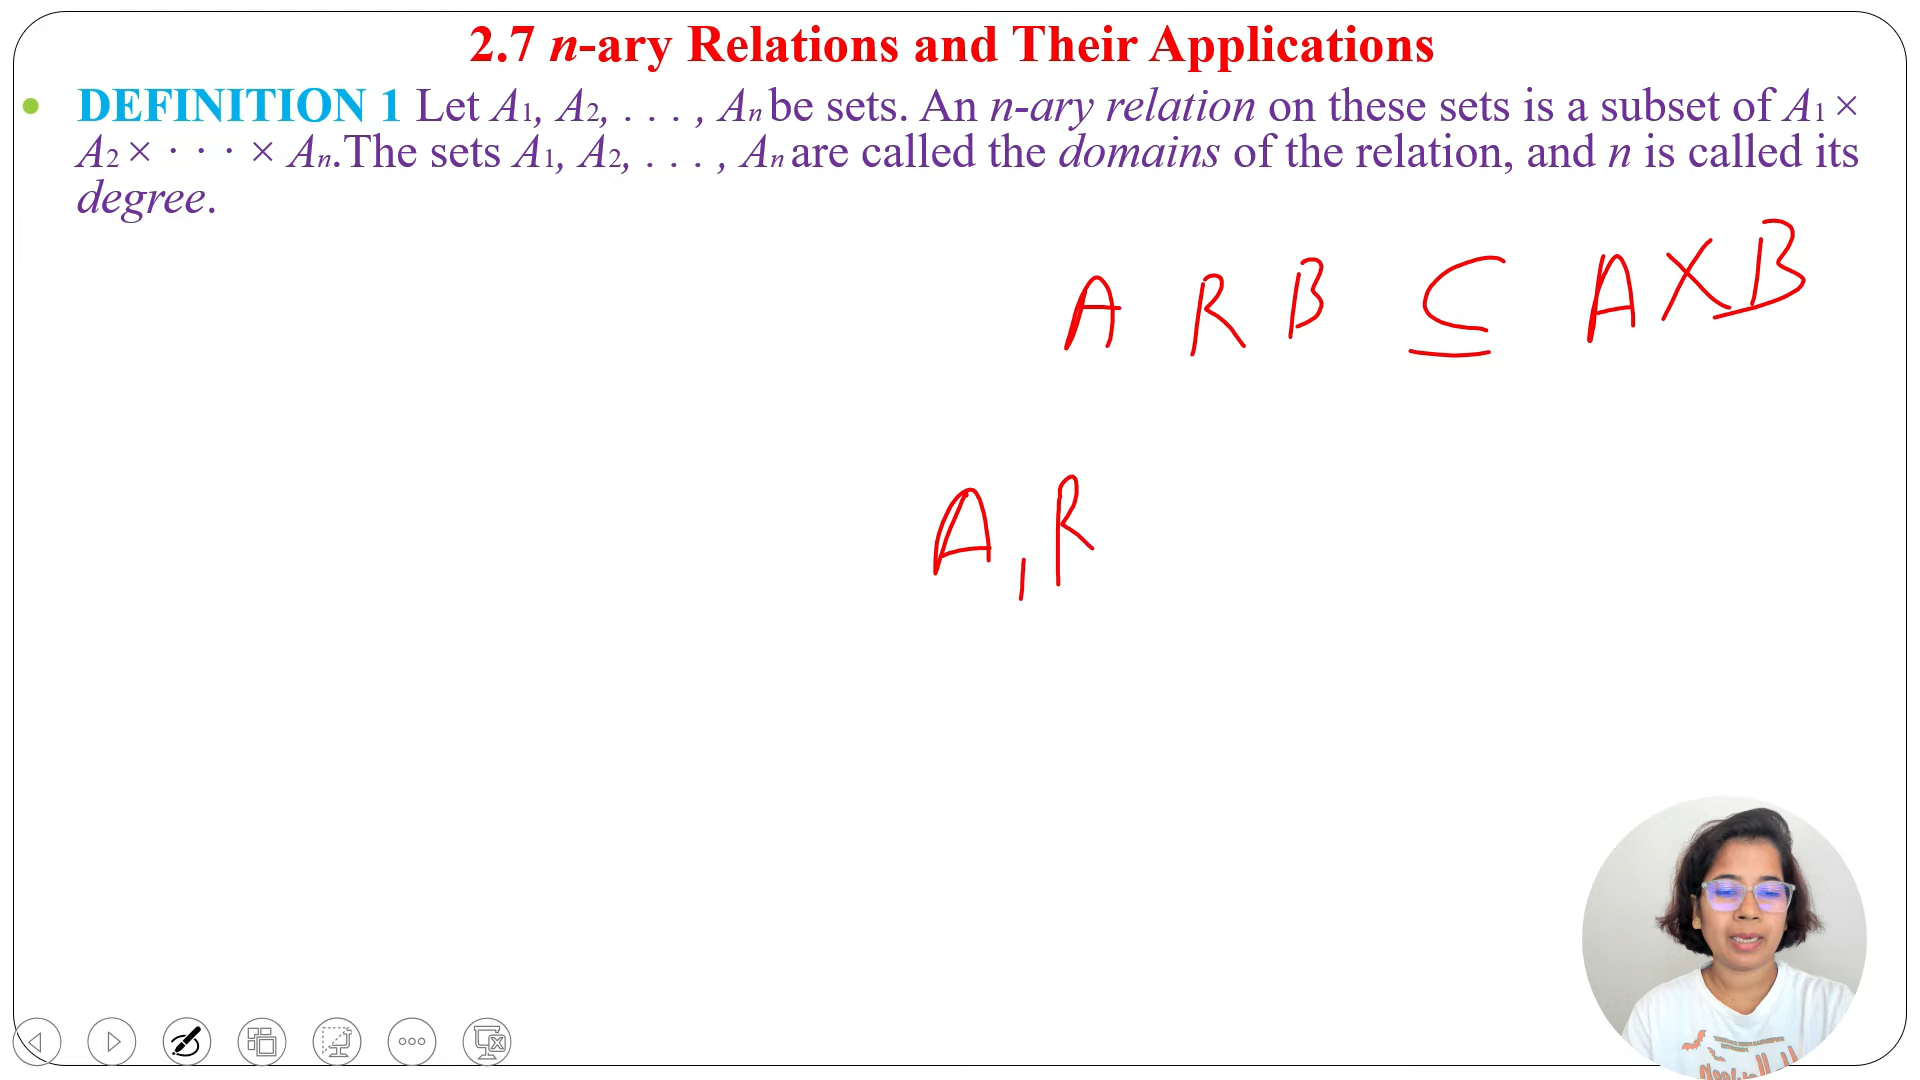 2.7 n-ary Relations and Their Applications
• DEFINITION 1 Let A1, A2, . . . , An be sets. An n-ary relation on these sets is a subset of A1 ×
A2 × · · · × An.The sets A1, A2, . . . , An are called the domains of the relation, and n is called its
degree.
A R B ⊆ A X B
A, R